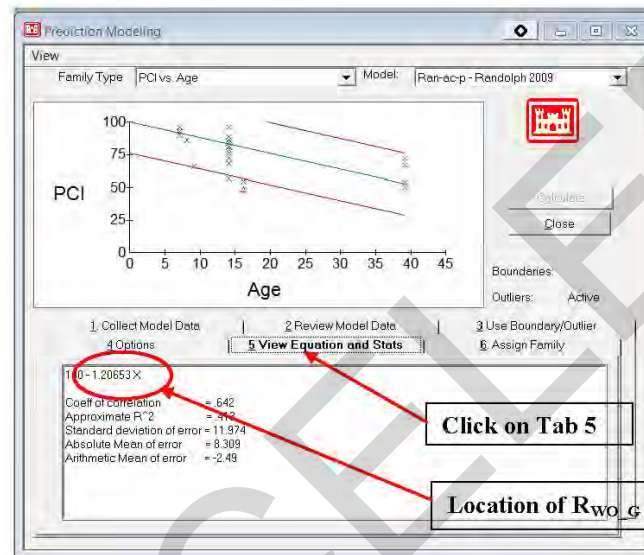 Prediction Modeling
View
Family Type PCI vs. Age Model: Ran-ac-p - Randolph 2009
100
75
50
25
0
PCI
0 5 10 15 20 25 30 35 40 45
Age
Calculate
Close
Boundaries:
Outliers: Active
1 Collect Model Data 2 Review Model Data 3 Use Boundary/Outlier
4 Options 5 View Equation and Stats 6 Assign Family
100 - 1.20653 X
Coeff of correlation = .642
Approximate R^2 = .413
Standard deviation of error = 11.974
Absolute Mean of error = 8.309
Arithmetic Mean of error = -2.49
Click on Tab 5
Location of RWO_G